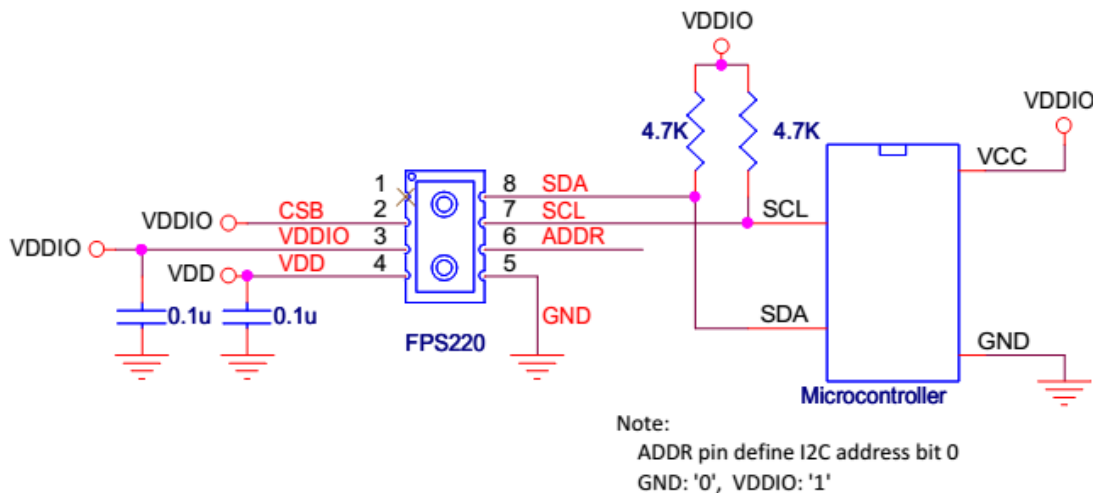 VDDIO
4.7K
4.7K
VDDIO
VCC
1
8
SDA
VDDIO
CSB
2
7
SCL
SCL
VDDIO
VDDIO
3
6
ADDR
VDD
VDD
4
5
0.1u
0.1u
GND
SDA
FPS220
GND
Microcontroller
Note:
ADDR pin define I2C address bit 0
GND: '0', VDDIO: '1'